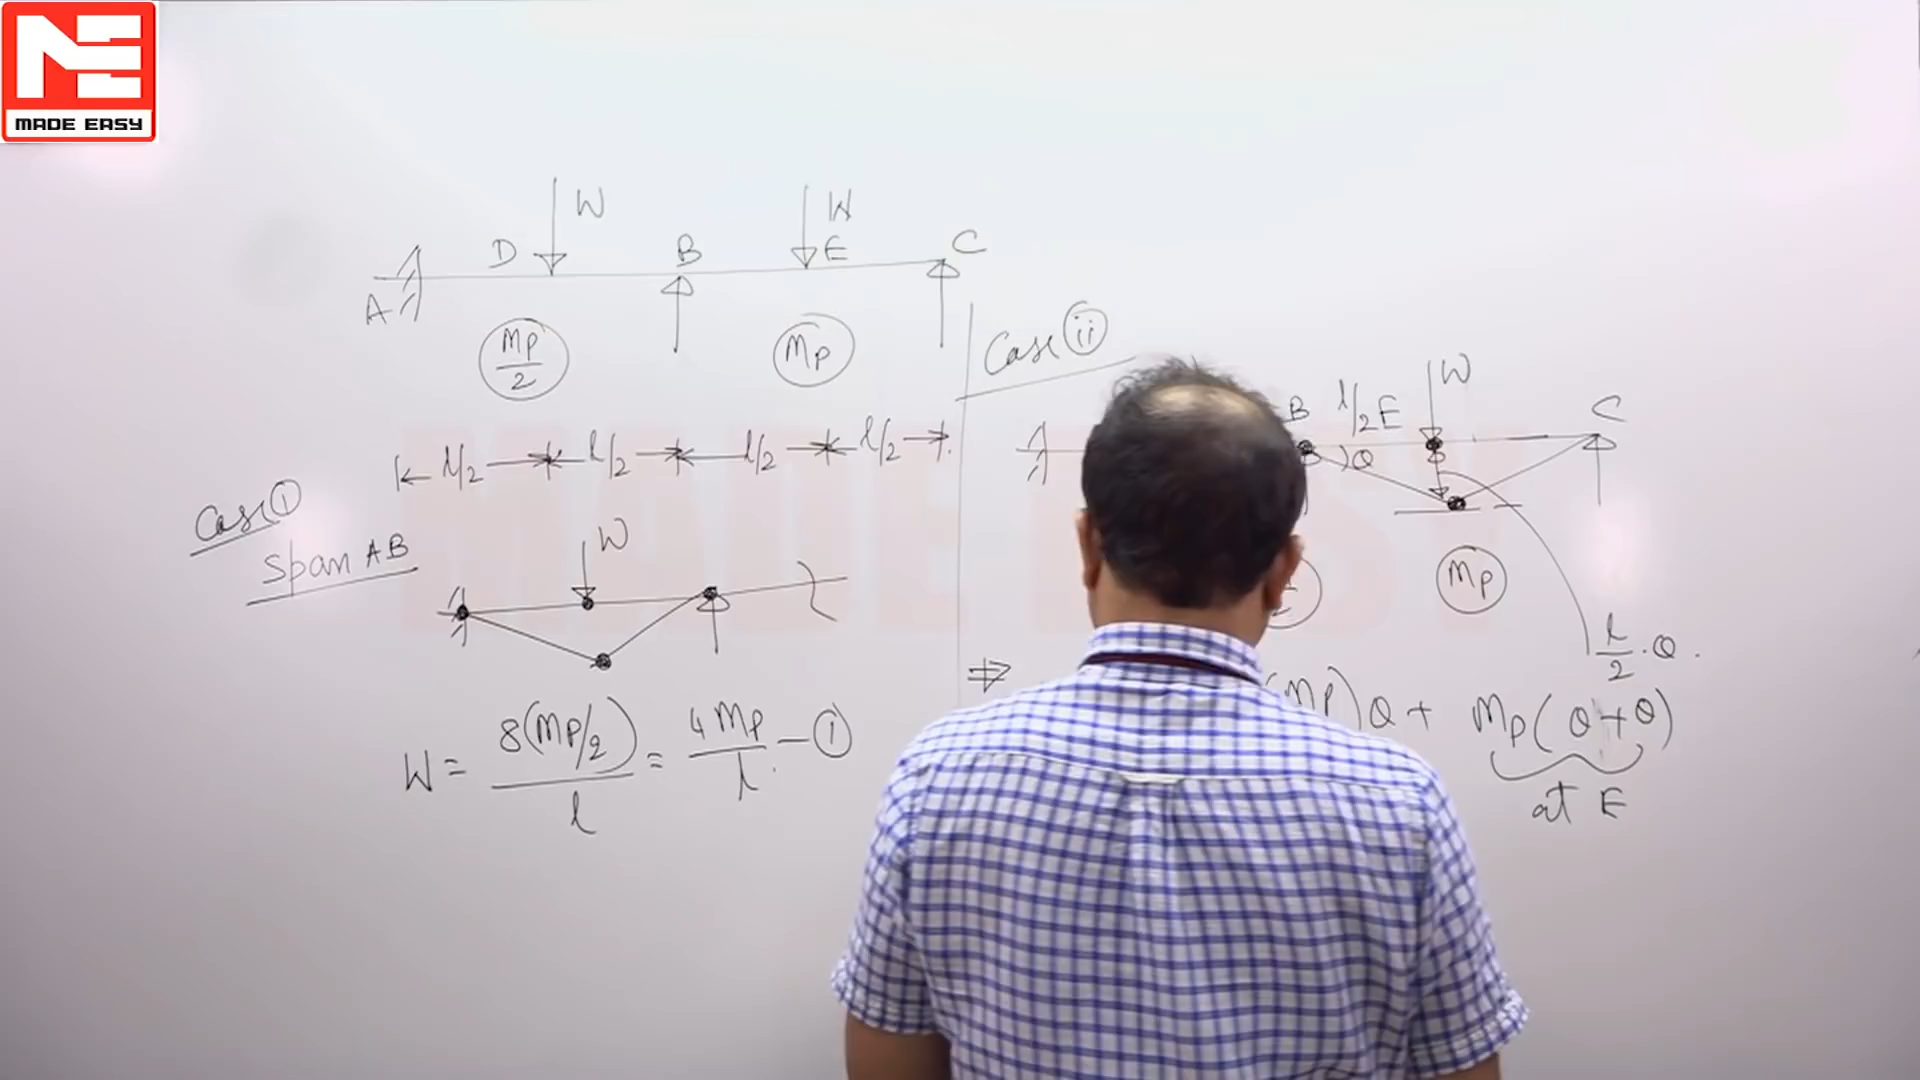 MADE EASY
W W
D B E C
A
Mp/2 Mp
l/2 l/2 l/2 l/2
Case (i)
Span AB
W
W = 8(Mp/2)/l = 4Mp/l - (1)
Case (ii)
W
B l/2 E C
θ
Mp
l/2 . θ .
⇒ Mp) θ + Mp(θ+θ)
at E